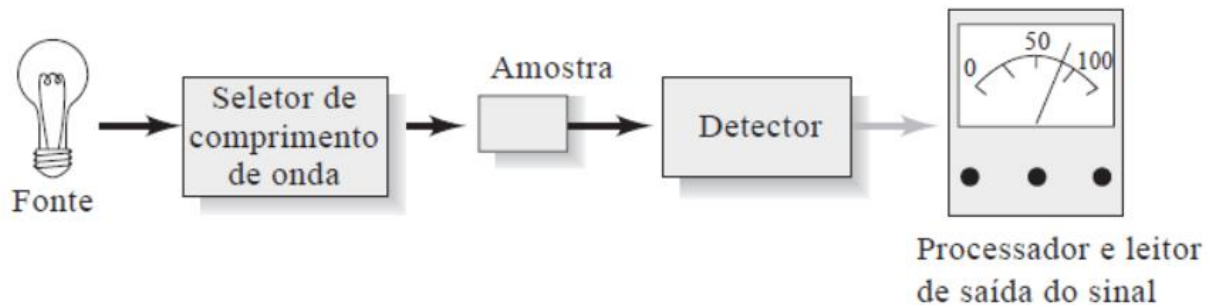 Fonte
Seletor de
comprimento
de onda
Amostra
Detector
0
50
100
Processador e leitor
de saída do sinal